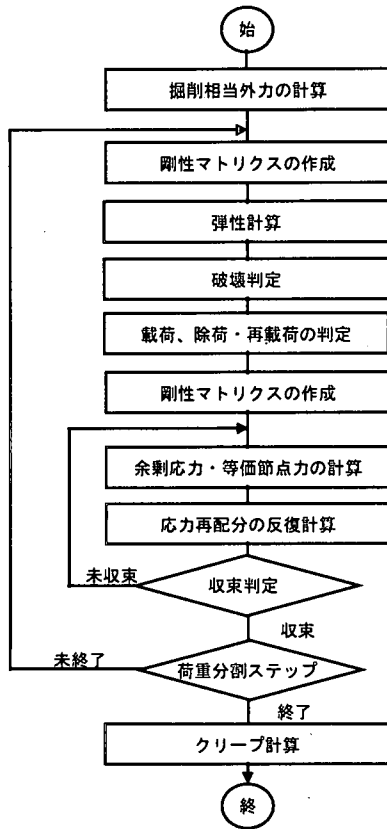 始
掘削相当外力の計算
剛性マトリクスの作成
弾性計算
破壊判定
載荷、除荷・再載荷の判定
剛性マトリクスの作成
余剰応力・等価節点力の計算
応力再配分の反復計算
未収束
収束判定
収束
未終了
荷重分割ステップ
終了
クリープ計算
終